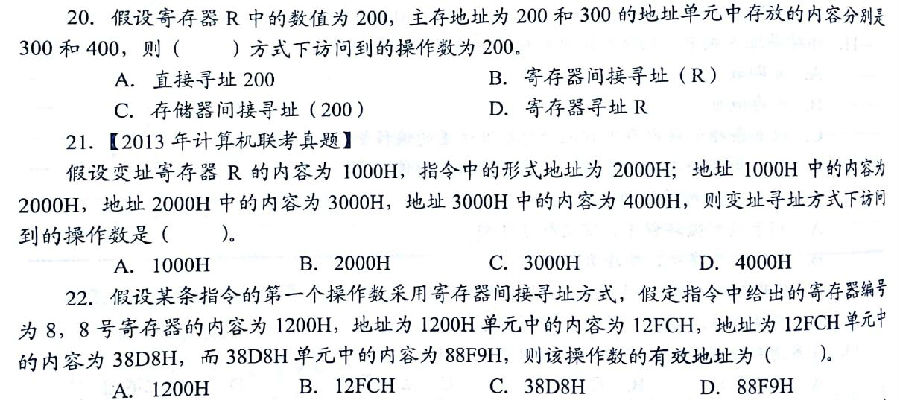 20. 假设寄存器 R 中的数值为 200，主存地址为 200 和 300 的地址单元中存放的内容分别是
300 和 400，则（ ）方式下访问到的操作数为 200。
A. 直接寻址 200 B. 寄存器间接寻址（R）
C. 存储器间接寻址（200） D. 寄存器寻址 R
21.【2013 年计算机联考真题】
假设变址寄存器 R 的内容为 1000H，指令中的形式地址为 2000H；地址 1000H 中的内容为
2000H，地址 2000H 中的内容为 3000H，地址 3000H 中的内容为 4000H，则变址寻址方式下访问
到的操作数是（ ）。
A. 1000H B. 2000H C. 3000H D. 4000H
22. 假设某条指令的第一个操作数采用寄存器间接寻址方式，假定指令中给出的寄存器编号
为 8，8 号寄存器的内容为 1200H，地址为 1200H 单元中的内容为 12FCH，地址为 12FCH 单元中
的内容为 38D8H，而 38D8H 单元中的内容为 88F9H，则该操作数的有效地址为（ ）。
A. 1200H B. 12FCH C. 38D8H D. 88F9H